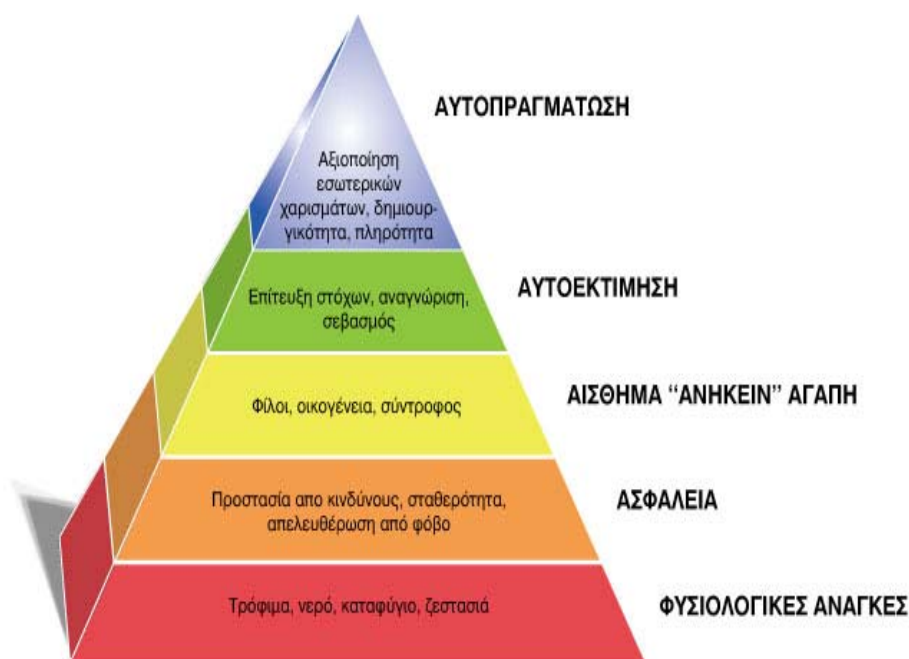 ΑΥΤΟΠΡΑΓΜΑΤΩΣΗ
Αξιοποίηση
εσωτερικών
χαρισμάτων, δημιουρ-
γικότητα, πληρότητα
ΑΥΤΟΕΚΤΙΜΗΣΗ
Επίτευξη στόχων, αναγνώριση,
σεβασμός
ΑΙΣΘΗΜΑ “ΑΝΗΚΕΙΝ” ΑΓΑΠΗ
Φίλοι, οικογένεια, σύντροφος
ΑΣΦΑΛΕΙΑ
Προστασία απο κινδύνους, σταθερότητα,
απελευθέρωση από φόβο
ΦΥΣΙΟΛΟΓΙΚΕΣ ΑΝΑΓΚΕΣ
Τρόφιμα, νερό, καταφύγιο, ζεστασιά